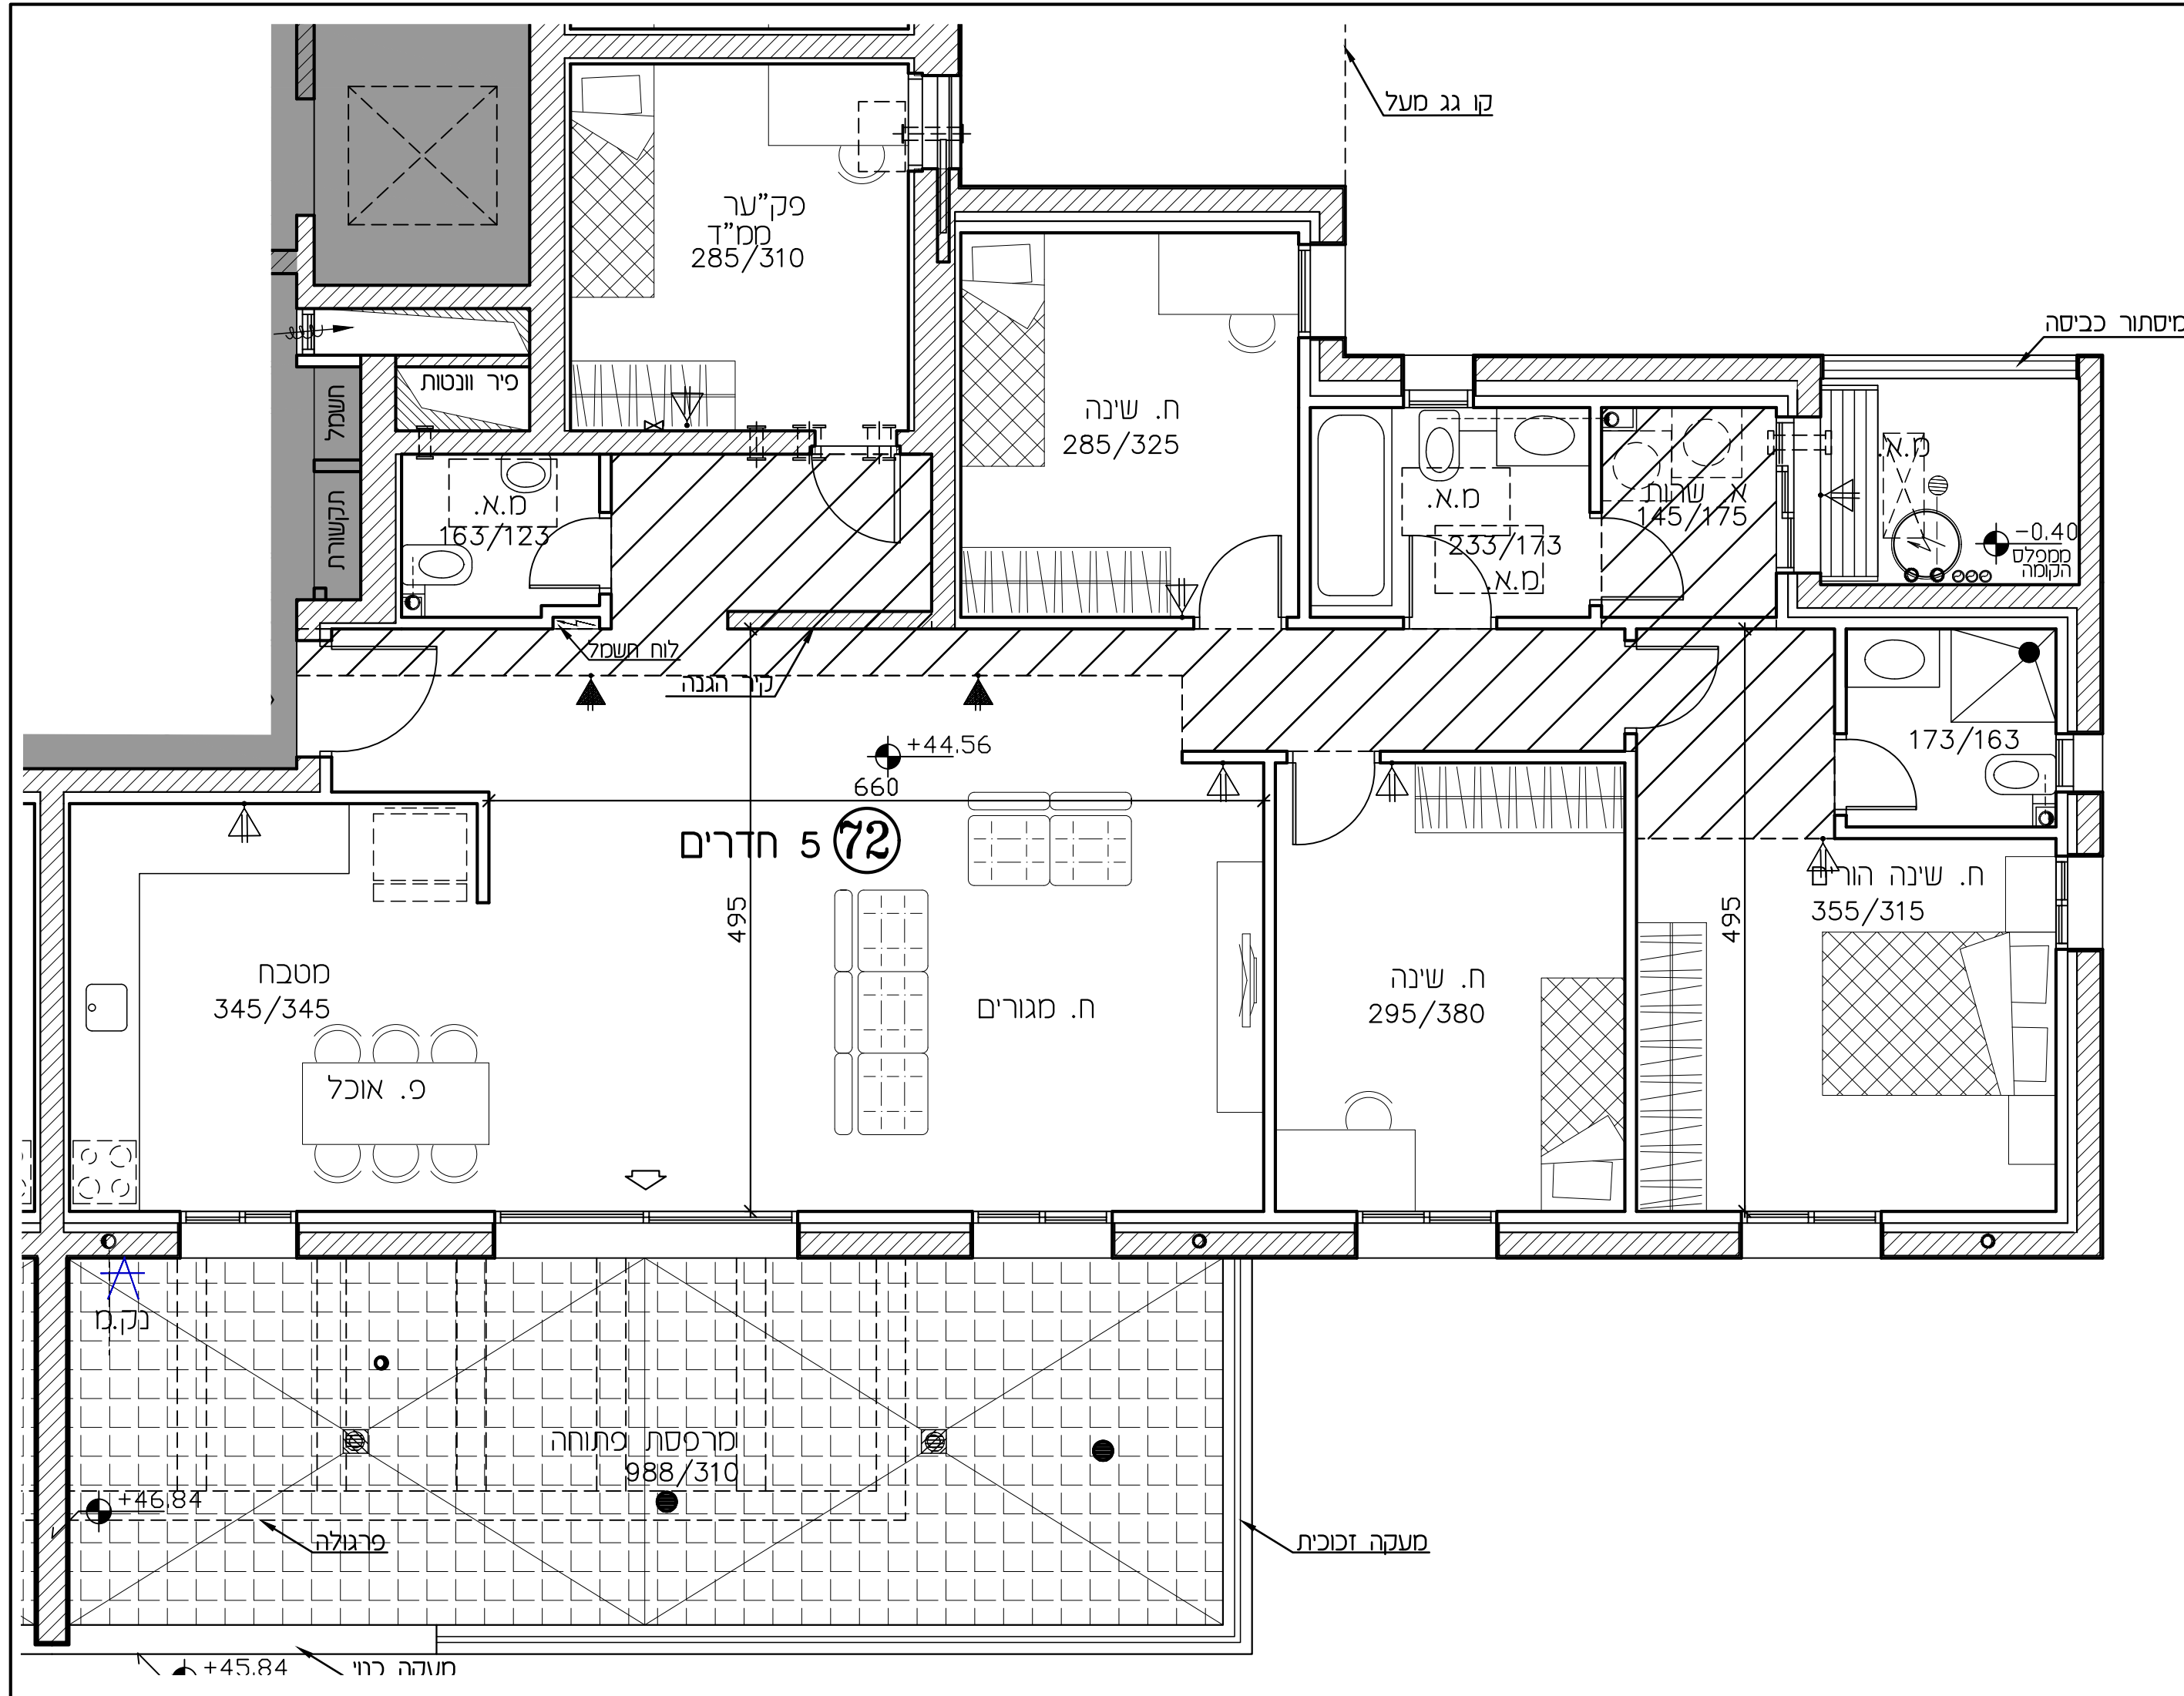 קו גג מעל
פק"ער
ממ"ד
285/310
מיסתור כביסה
פיר וונטות
חשמל
תקשורת
ח. שינה
285/325
מ.א.
163/123
מ.א.
233/173
מ.א.
א. שרות
145/175
מ.א.
-0.40
ממפלס
הקומה
לוח חשמל
קיר הגנה
+44.56
660
5 חדרים 72
495
173/163
ח. שינה הורים
355/315
495
מטבח
345/345
פ. אוכל
ח. מגורים
ח. שינה
295/380
נק.מ
מרפסת פתוחה
988/310
+46.84
פרגולה
מעקה זכוכית
+45.84
מעקה בנוי